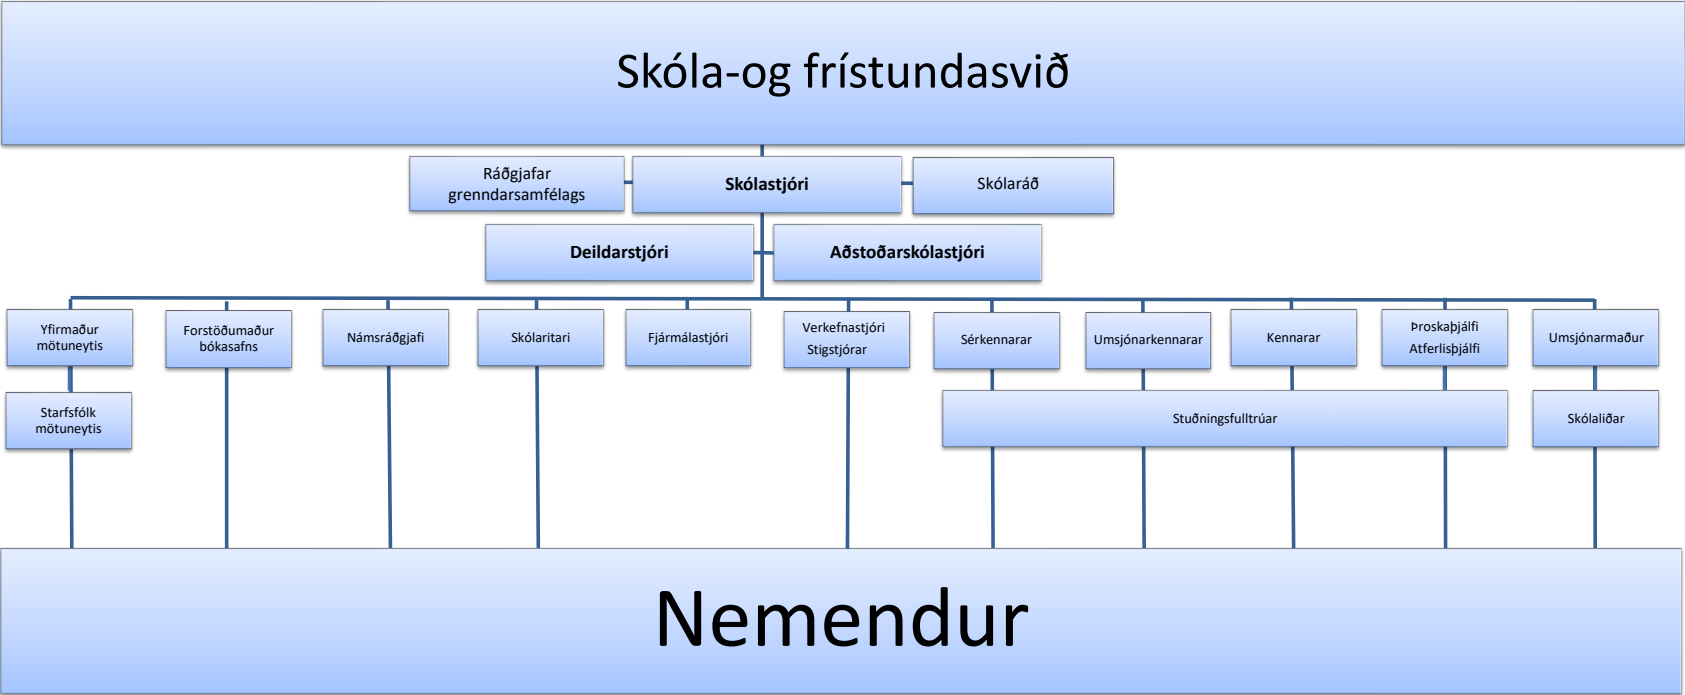 Skóla-og frístundasvið
Ráðgjafar
grenndarsamfélags
Skólastjóri
Skólaráð
Deildarstjóri
Aðstoðarskólastjóri
Yfirmaður
mötuneytis
Forstöðumaður
bókasafns
Námsráðgjafi
Skólaritari
Fjármálastjóri
Verkefnastjóri
Stigstjórar
Sérkennarar
Umsjónarkennarar
Kennarar
Þroskaþjálfi
Atferlisþjálfi
Umsjónarmaður
Starfsfólk
mötuneytis
Stuðningsfulltrúar
Skólaliðar
Nemendur